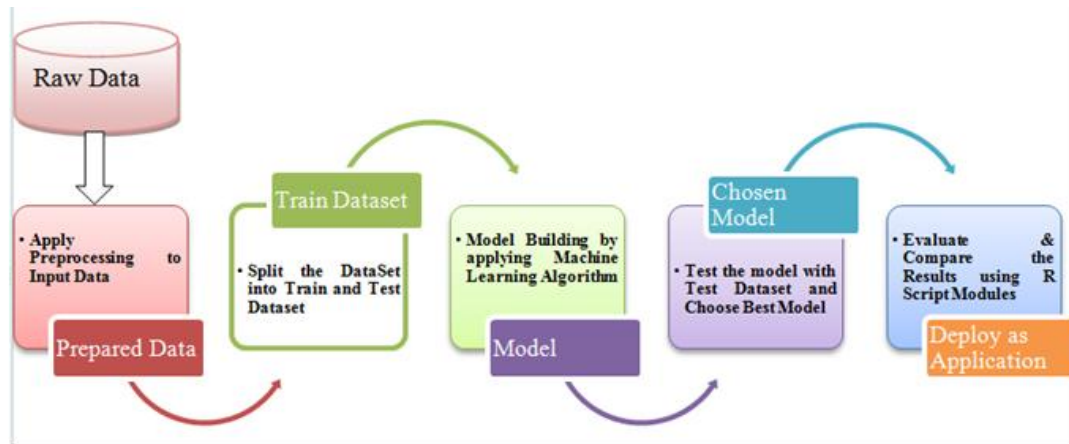 Raw Data
• Apply
Preprocessing to
Input Data
Prepared Data
Train Dataset
• Split the DataSet
into Train and Test
Dataset
• Model Building by
applying Machine
Learning Algorithm
Model
Chosen
Model
• Test the model with
Test Dataset and
Choose Best Model
• Evaluate &
Compare the
Results using R
Script Modules
Deploy as
Application